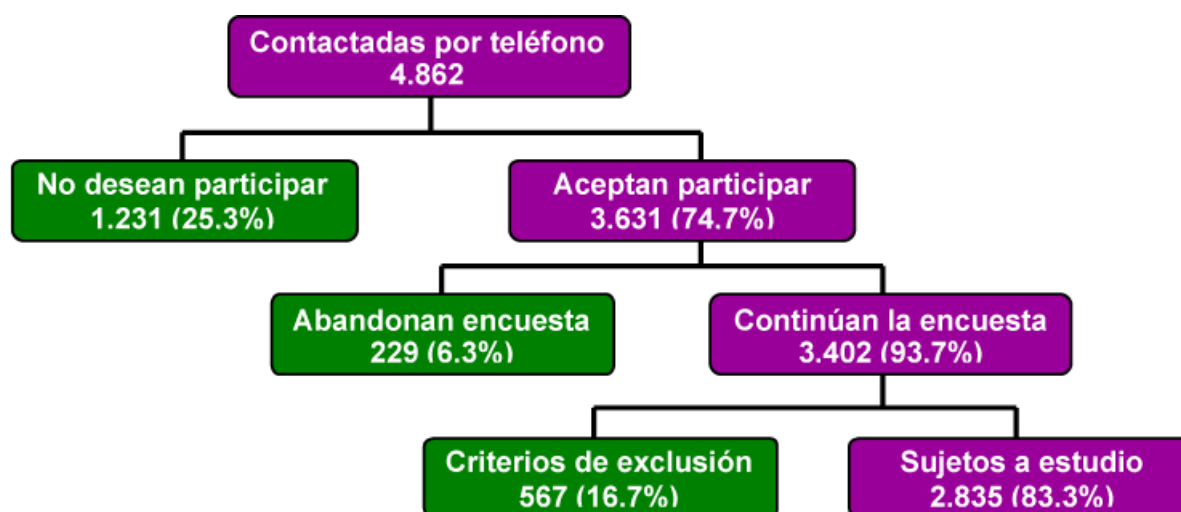 Contactadas por teléfono
4.862
No desean participar
1.231 (25.3%)
Aceptan participar
3.631 (74.7%)
Abandonan encuesta
229 (6.3%)
Continúan la encuesta
3.402 (93.7%)
Criterios de exclusión
567 (16.7%)
Sujetos a estudio
2.835 (83.3%)